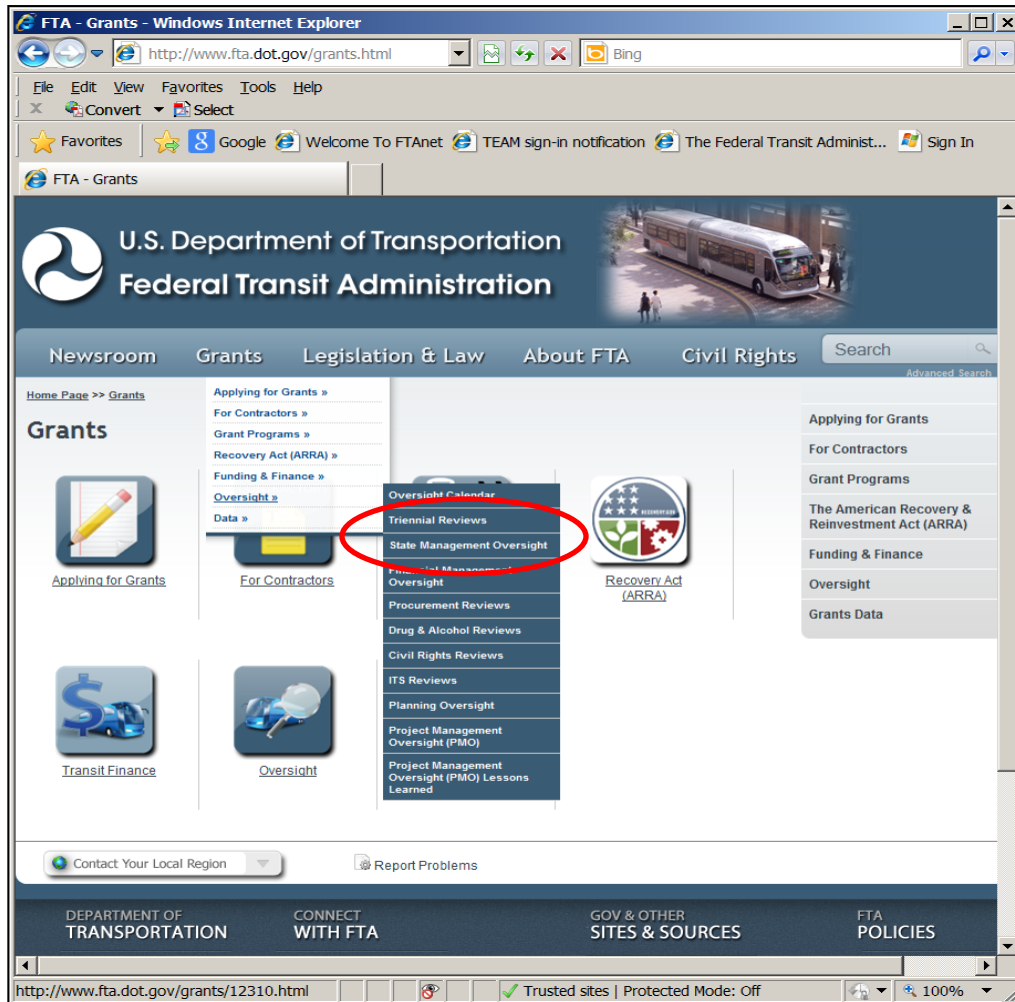 FTA - Grants - Windows Internet Explorer
http://www.fta.dot.gov/grants.html
Bing
File Edit View Favorites Tools Help
Convert Select
Favorites Google Welcome To FTAnet TEAM sign-in notification The Federal Transit Administ... Sign In
FTA - Grants
U.S. Department of Transportation
Federal Transit Administration
Newsroom Grants Legislation & Law About FTA Civil Rights Search
Advanced Search
Home Page >> Grants
Grants
Applying for Grants »
For Contractors »
Grant Programs »
Recovery Act (ARRA) »
Funding & Finance »
Oversight »
Data »
Oversight Calendar
Triennial Reviews
State Management Oversight
Financial Management
Oversight
Procurement Reviews
Drug & Alcohol Reviews
Civil Rights Reviews
ITS Reviews
Planning Oversight
Project Management
Oversight (PMO)
Project Management
Oversight (PMO) Lessons
Learned
Applying for Grants
For Contractors
RECOVERY.GOV
Recovery Act
(ARRA)
Transit Finance
Oversight
Applying for Grants
For Contractors
Grant Programs
The American Recovery &
Reinvestment Act (ARRA)
Funding & Finance
Oversight
Grants Data
Contact Your Local Region
Report Problems
DEPARTMENT OF
TRANSPORTATION
CONNECT
WITH FTA
GOV & OTHER
SITES & SOURCES
FTA
POLICIES
http://www.fta.dot.gov/grants/12310.html Trusted sites | Protected Mode: Off 100%